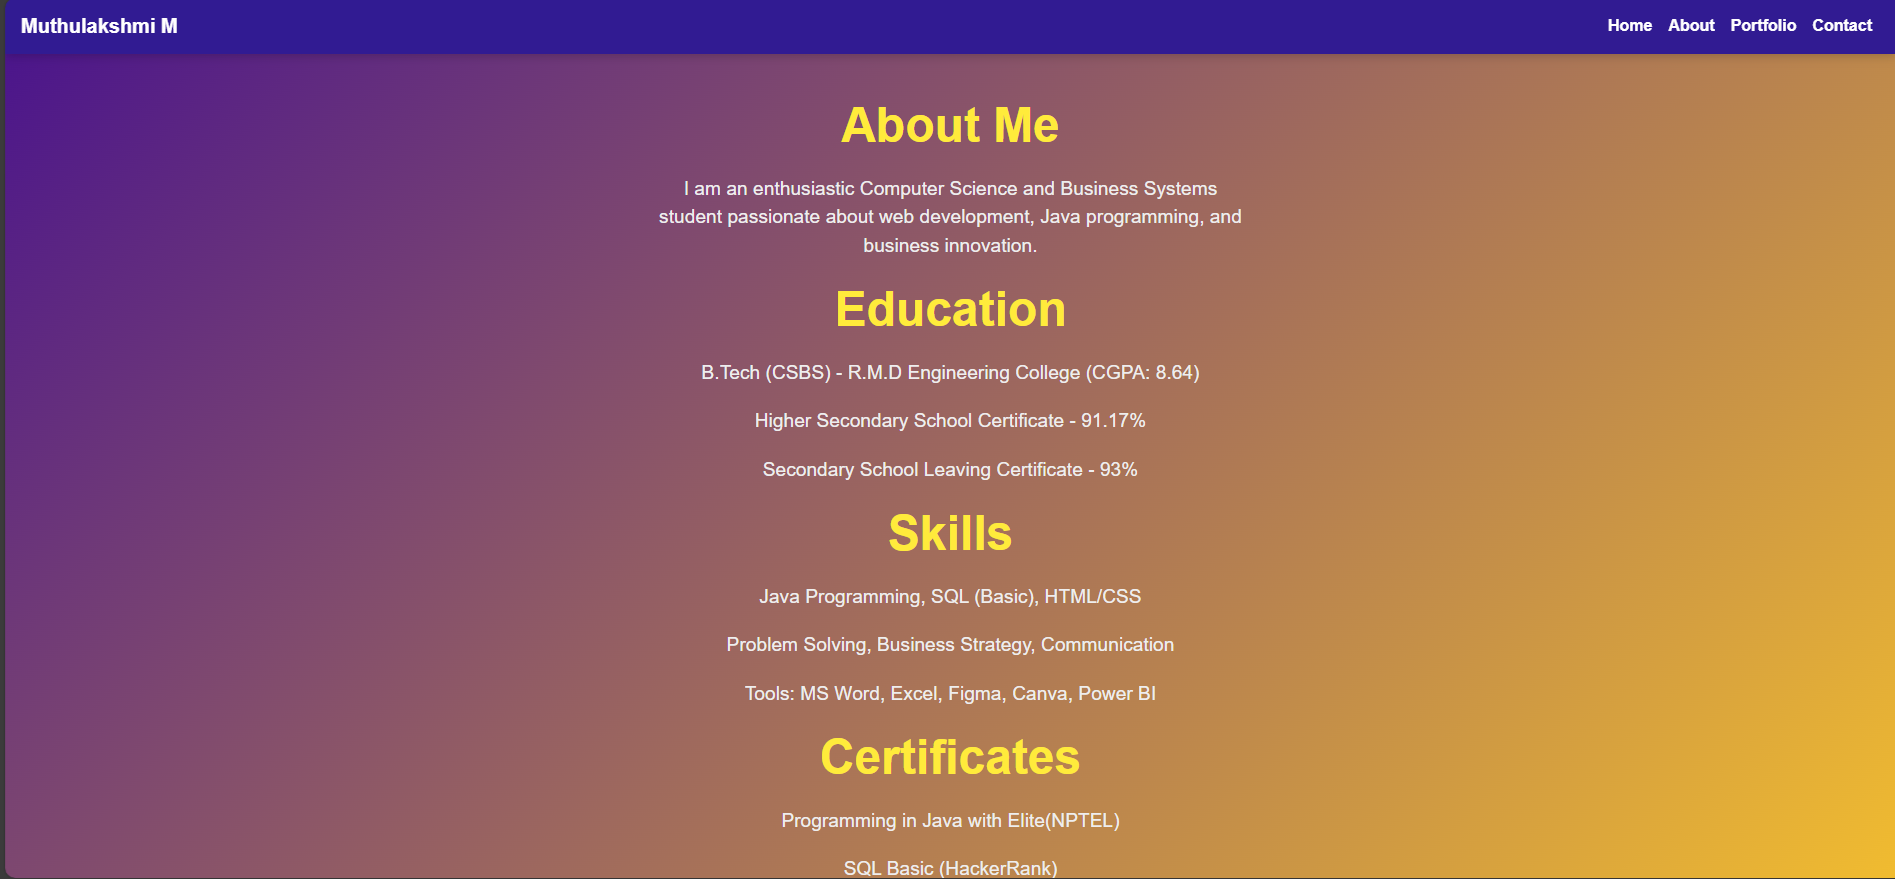 Muthulakshmi M
Home About Portfolio Contact
About Me
I am an enthusiastic Computer Science and Business Systems
student passionate about web development, Java programming, and
business innovation.
Education
B.Tech (CSBS) - R.M.D Engineering College (CGPA: 8.64)
Higher Secondary School Certificate - 91.17%
Secondary School Leaving Certificate - 93%
Skills
Java Programming, SQL (Basic), HTML/CSS
Problem Solving, Business Strategy, Communication
Tools: MS Word, Excel, Figma, Canva, Power BI
Certificates
Programming in Java with Elite(NPTEL)
SQL Basic (HackerRank)